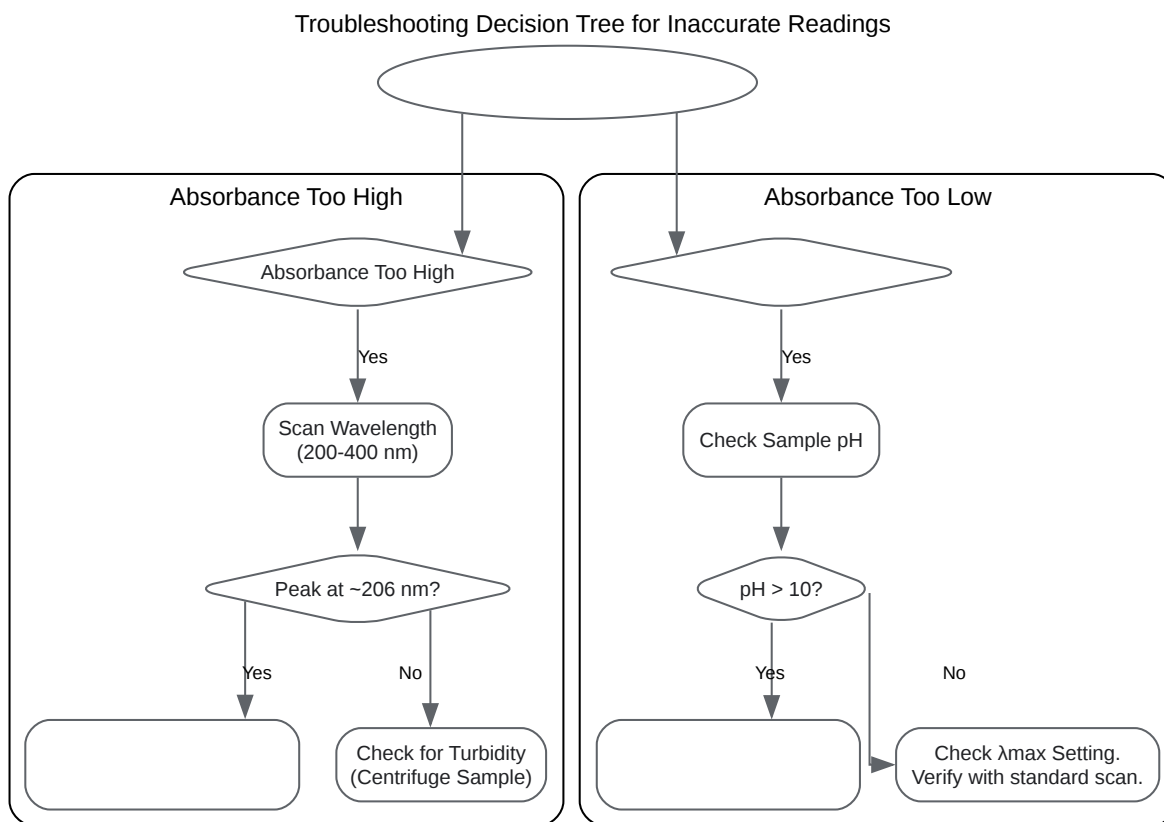 Troubleshooting Decision Tree for Inaccurate Readings
Absorbance Too High
Absorbance Too High
Yes
Scan Wavelength
(200-400 nm)
Peak at ~206 nm?
Yes
No
Check for Turbidity
(Centrifuge Sample)
Absorbance Too Low
Yes
Check Sample pH
pH > 10?
Yes
No
Check λmax Setting.
Verify with standard scan.